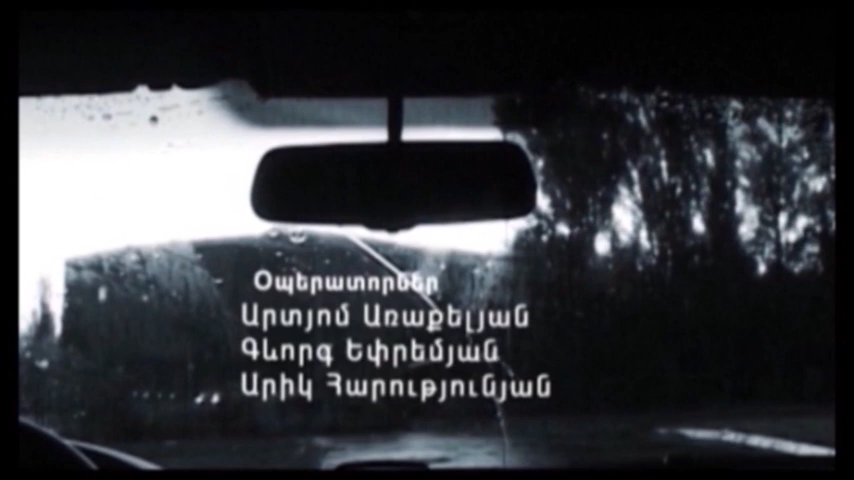 Օպերատորներ
Արտյոմ Առաքելյան
Գևորգ Եփրեմյան
Արիկ Հարությունյան